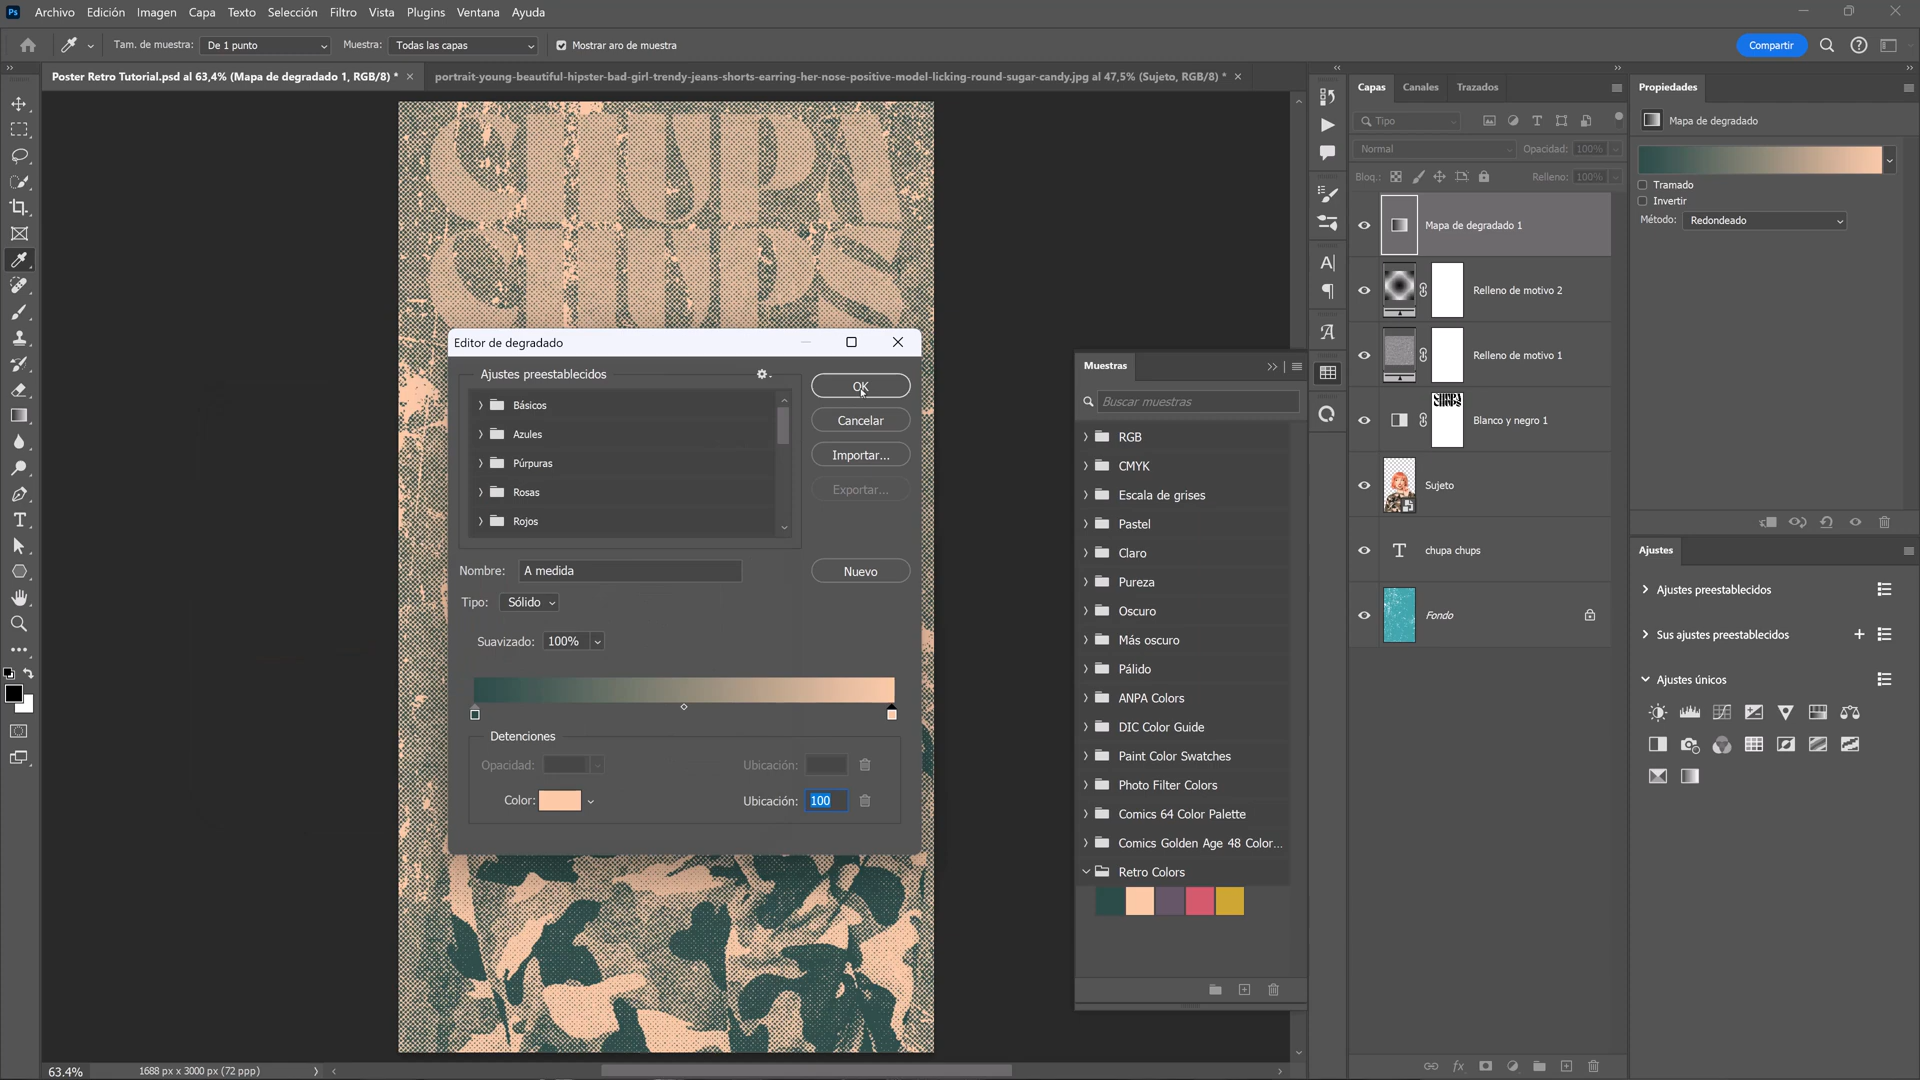 Ps Archivo Edición Imagen Capa Texto Selección Filtro Vista Plugins Ventana Ayuda
Tam. de muestra: De 1 punto Muestra: Todas las capas Mostrar aro de muestra Compartir
Poster Retro Tutorial.psd al 63,4% (Mapa de degradado 1, RGB/8) *
portrait-young-beautiful-hipster-bad-girl-trendy-jeans-shorts-earring-her-nose-positive-model-licking-round-sugar-candy.jpg al 47,5% (Sujeto, RGB/8) *
CHUPA
CHUPS
Editor de degradado
Ajustes preestablecidos
Básicos
Azules
Púrpuras
Rosas
Rojos
OK
Cancelar
Importar...
Exportar...
Nombre: A medida
Nuevo
Tipo: Sólido
Suavizado: 100%
Detenciones
Opacidad: Ubicación:
Color: Ubicación: 100
Muestras
Buscar muestras
RGB
CMYK
Escala de grises
Pastel
Claro
Pureza
Oscuro
Más oscuro
Pálido
ANPA Colors
DIC Color Guide
Paint Color Swatches
Photo Filter Colors
Comics 64 Color Palette
Comics Golden Age 48 Color...
Retro Colors
Capas Canales Trazados
Tipo
Normal Opacidad: 100%
Bloq.: Relleno: 100%
Mapa de degradado 1
Relleno de motivo 2
Relleno de motivo 1
Blanco y negro 1
Sujeto
chupa chups
Fondo
Propiedades
Mapa de degradado
Tramado
Invertir
Método: Redondeado
Ajustes
Ajustes preestablecidos
Sus ajustes preestablecidos
Ajustes únicos
63.4% 1688 px x 3000 px (72 ppp)